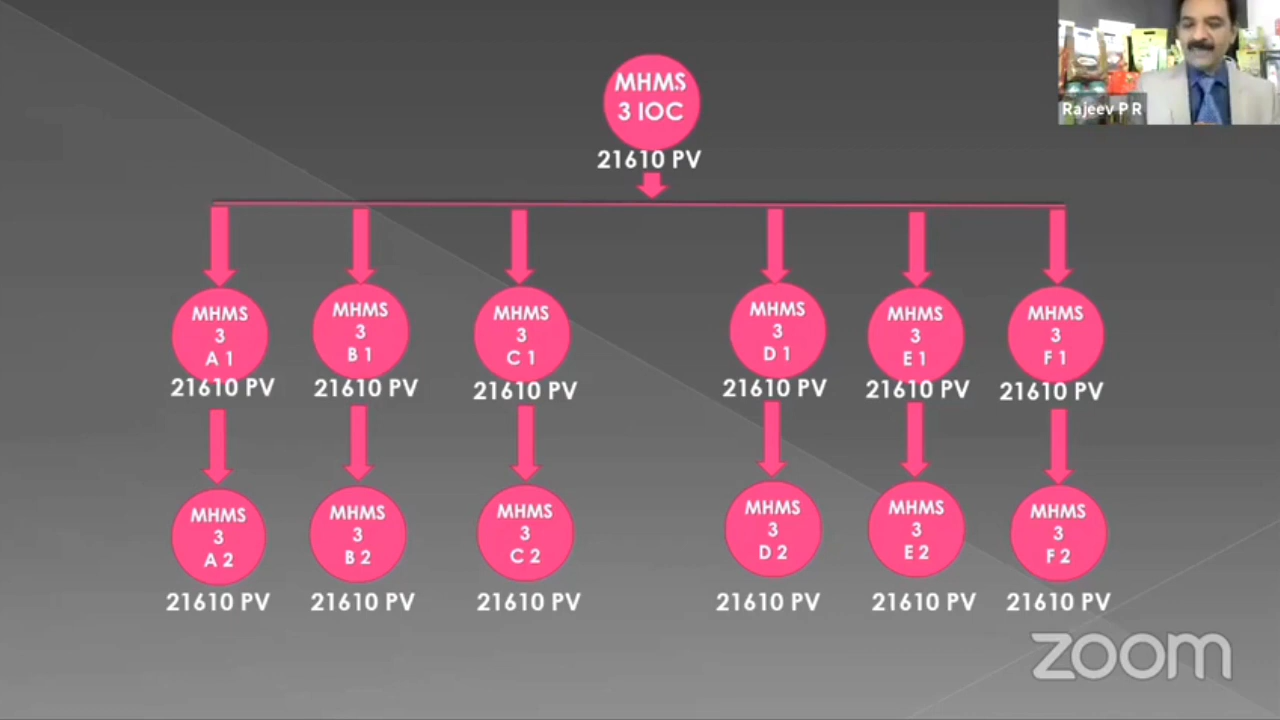 MHMS
3 IOC
21610 PV
Rajeev P R
MHMS
3
A 1
21610 PV
MHMS
3
B 1
21610 PV
MHMS
3
C 1
21610 PV
MHMS
3
D 1
21610 PV
MHMS
3
E 1
21610 PV
MHMS
3
F 1
21610 PV
MHMS
3
A 2
21610 PV
MHMS
3
B 2
21610 PV
MHMS
3
C 2
21610 PV
MHMS
3
D 2
21610 PV
MHMS
3
E 2
21610 PV
MHMS
3
F 2
21610 PV
zoom